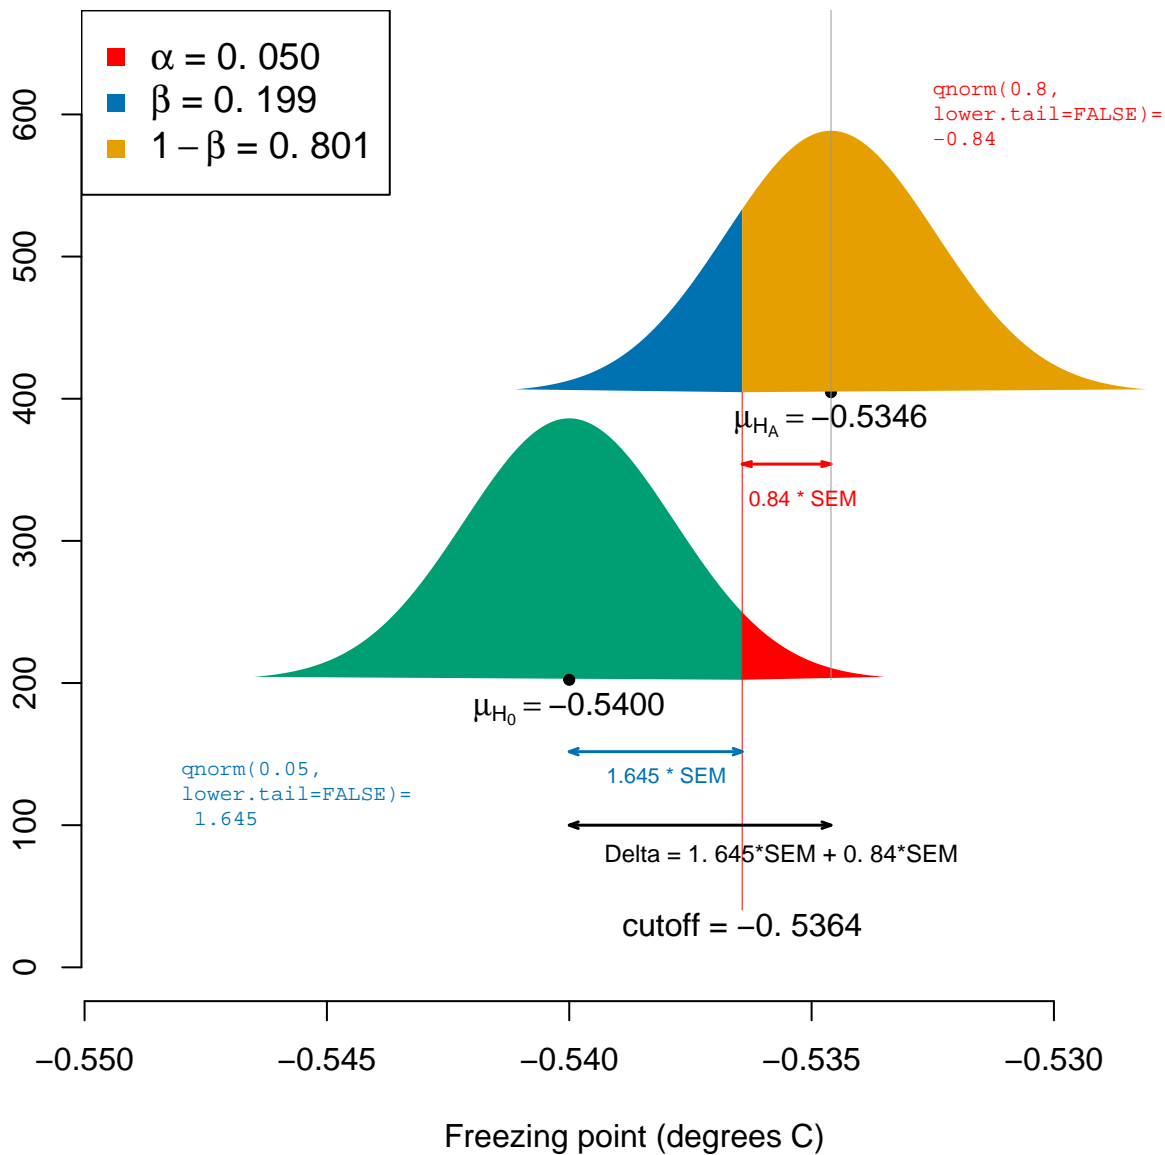 α = 0. 050
β = 0. 199
1 − β = 0. 801
qnorm(0.8,
lower.tail=FALSE)=
−0.84
600
500
400
300
200
100
0
μHA = −0.5346
0.84 * SEM
μH0 = −0.5400
1.645 * SEM
qnorm(0.05,
lower.tail=FALSE)=
1.645
Delta = 1. 645*SEM + 0. 84*SEM
cutoff = −0. 5364
−0.550 −0.545 −0.540 −0.535 −0.530
Freezing point (degrees C)